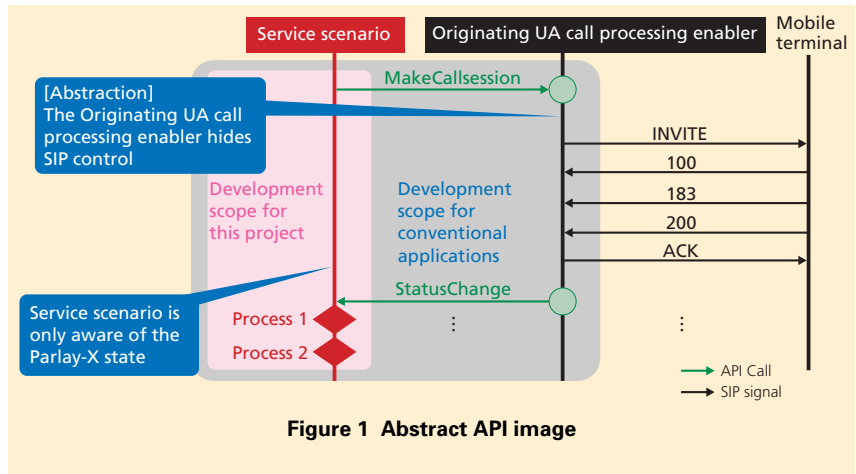 Service scenario
Originating UA call processing enabler
Mobile
terminal
MakeCallsession
[Abstraction]
The Originating UA call
processing enabler hides
SIP control
INVITE
100
183
200
ACK
Development
scope for
this project
Development
scope for
conventional
applications
StatusChange
Service scenario is
only aware of the
Parlay-X state
Process 1
Process 2
⋮
⋮
API Call
SIP signal
Figure 1 Abstract API image